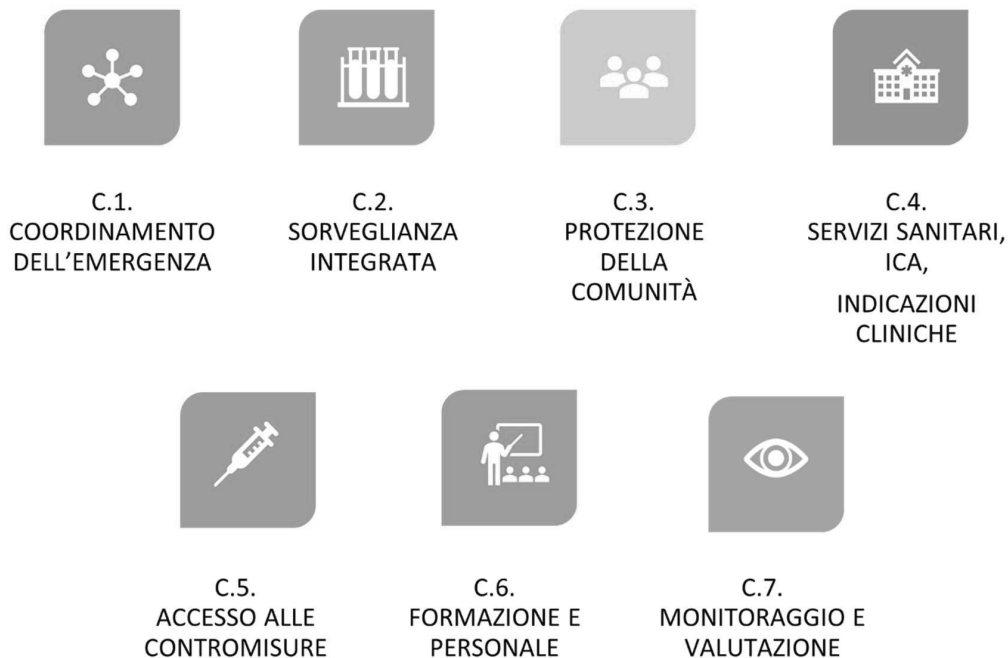 C.1.
COORDINAMENTO
DELL’EMERGENZA
C.2.
SORVEGLIANZA
INTEGRATA
C.3.
PROTEZIONE
DELLA
COMUNITÀ
C.4.
SERVIZI SANITARI,
ICA,
INDICAZIONI
CLINICHE
C.5.
ACCESSO ALLE
CONTROMISURE
C.6.
FORMAZIONE E
PERSONALE
C.7.
MONITORAGGIO E
VALUTAZIONE